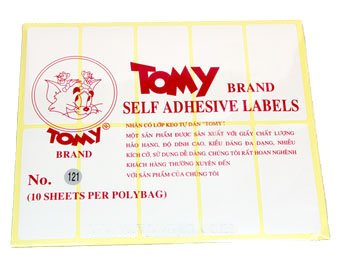 TOMY BRAND
SELF ADHESIVE LABELS
NHÃN CÓ LỚP KEO TỰ DÁN "TOMY"
MỘT SẢN PHẨM ĐƯỢC SẢN XUẤT VỚI GIẤY CHẤT LƯỢNG
HẢO HẠNG, ĐỘ DÍNH CAO, KIỂU DÁNG ĐA DẠNG, NHIỀU
KÍCH CỠ, SỬ DỤNG DỄ DÀNG. CHÚNG TÔI RẤT HOAN NGHÊNH
KHÁCH HÀNG THƯỜNG XUYÊN ĐẾN
VỚI SẢN PHẨM CỦA CHÚNG TÔI
TOMY®
BRAND
No. 121
(10 SHEETS PER POLYBAG)